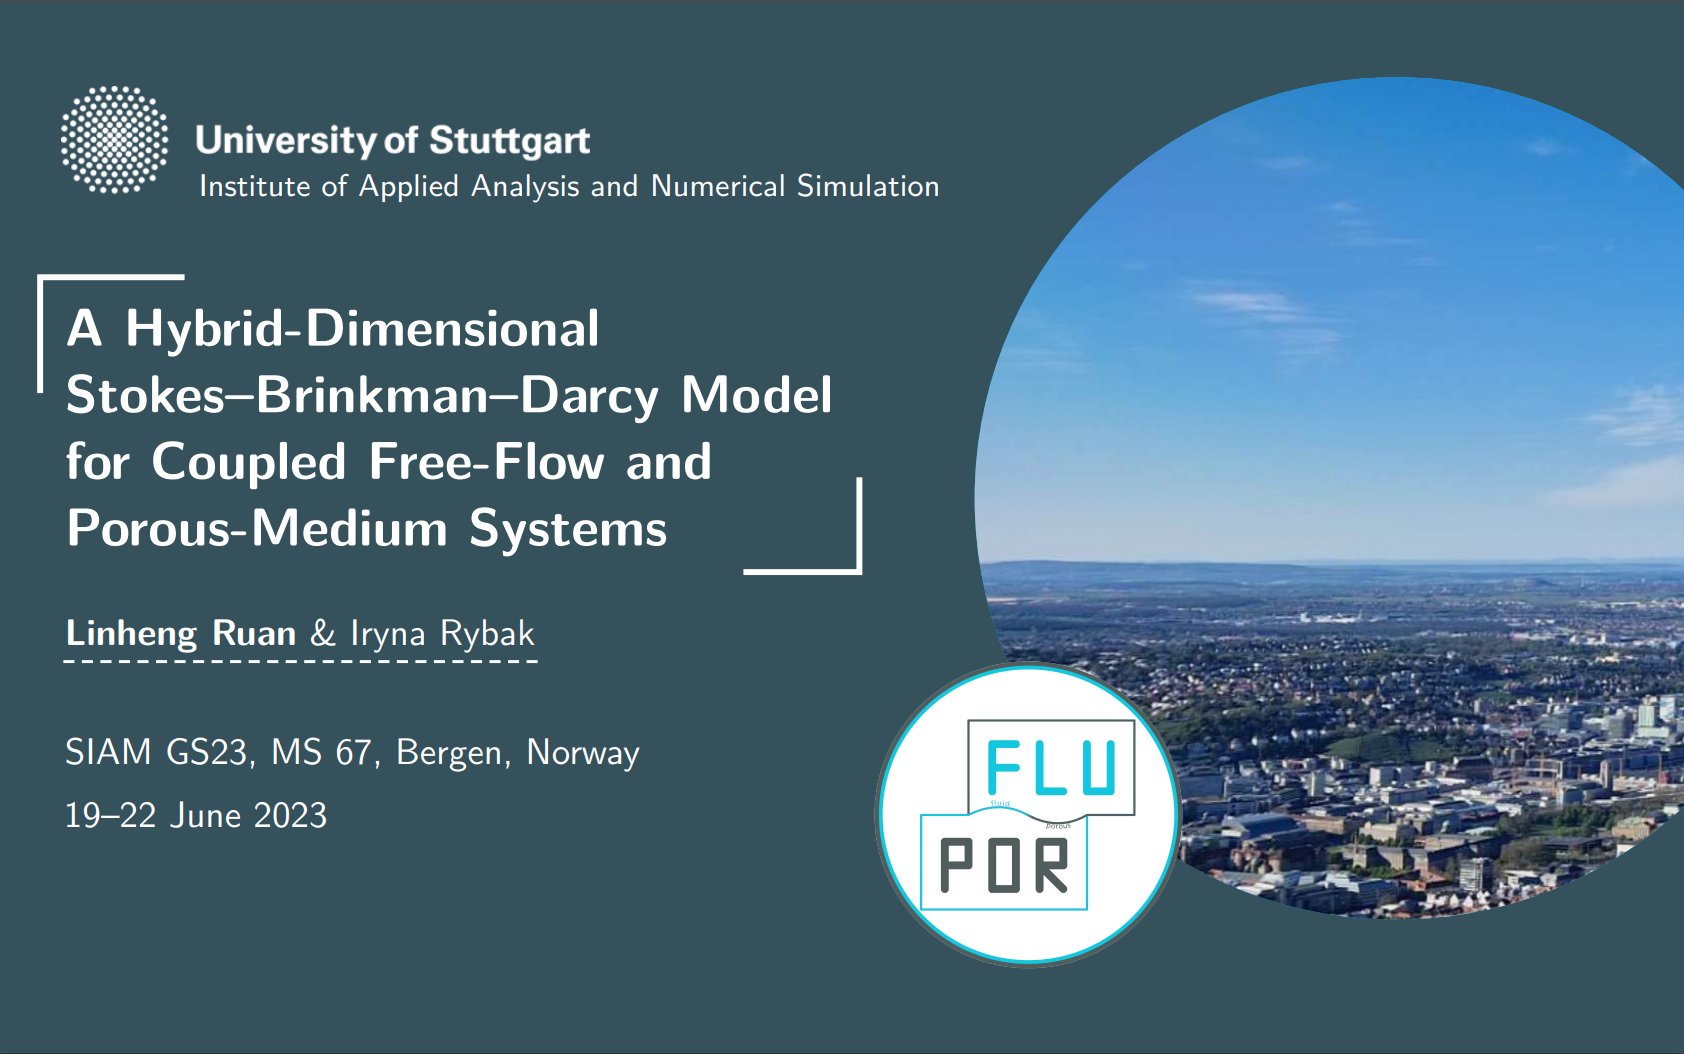 University of Stuttgart
Institute of Applied Analysis and Numerical Simulation
A Hybrid-Dimensional
Stokes–Brinkman–Darcy Model
for Coupled Free-Flow and
Porous-Medium Systems
Linheng Ruan & Iryna Rybak
SIAM GS23, MS 67, Bergen, Norway
19–22 June 2023
FLU
fluid
porous
POR